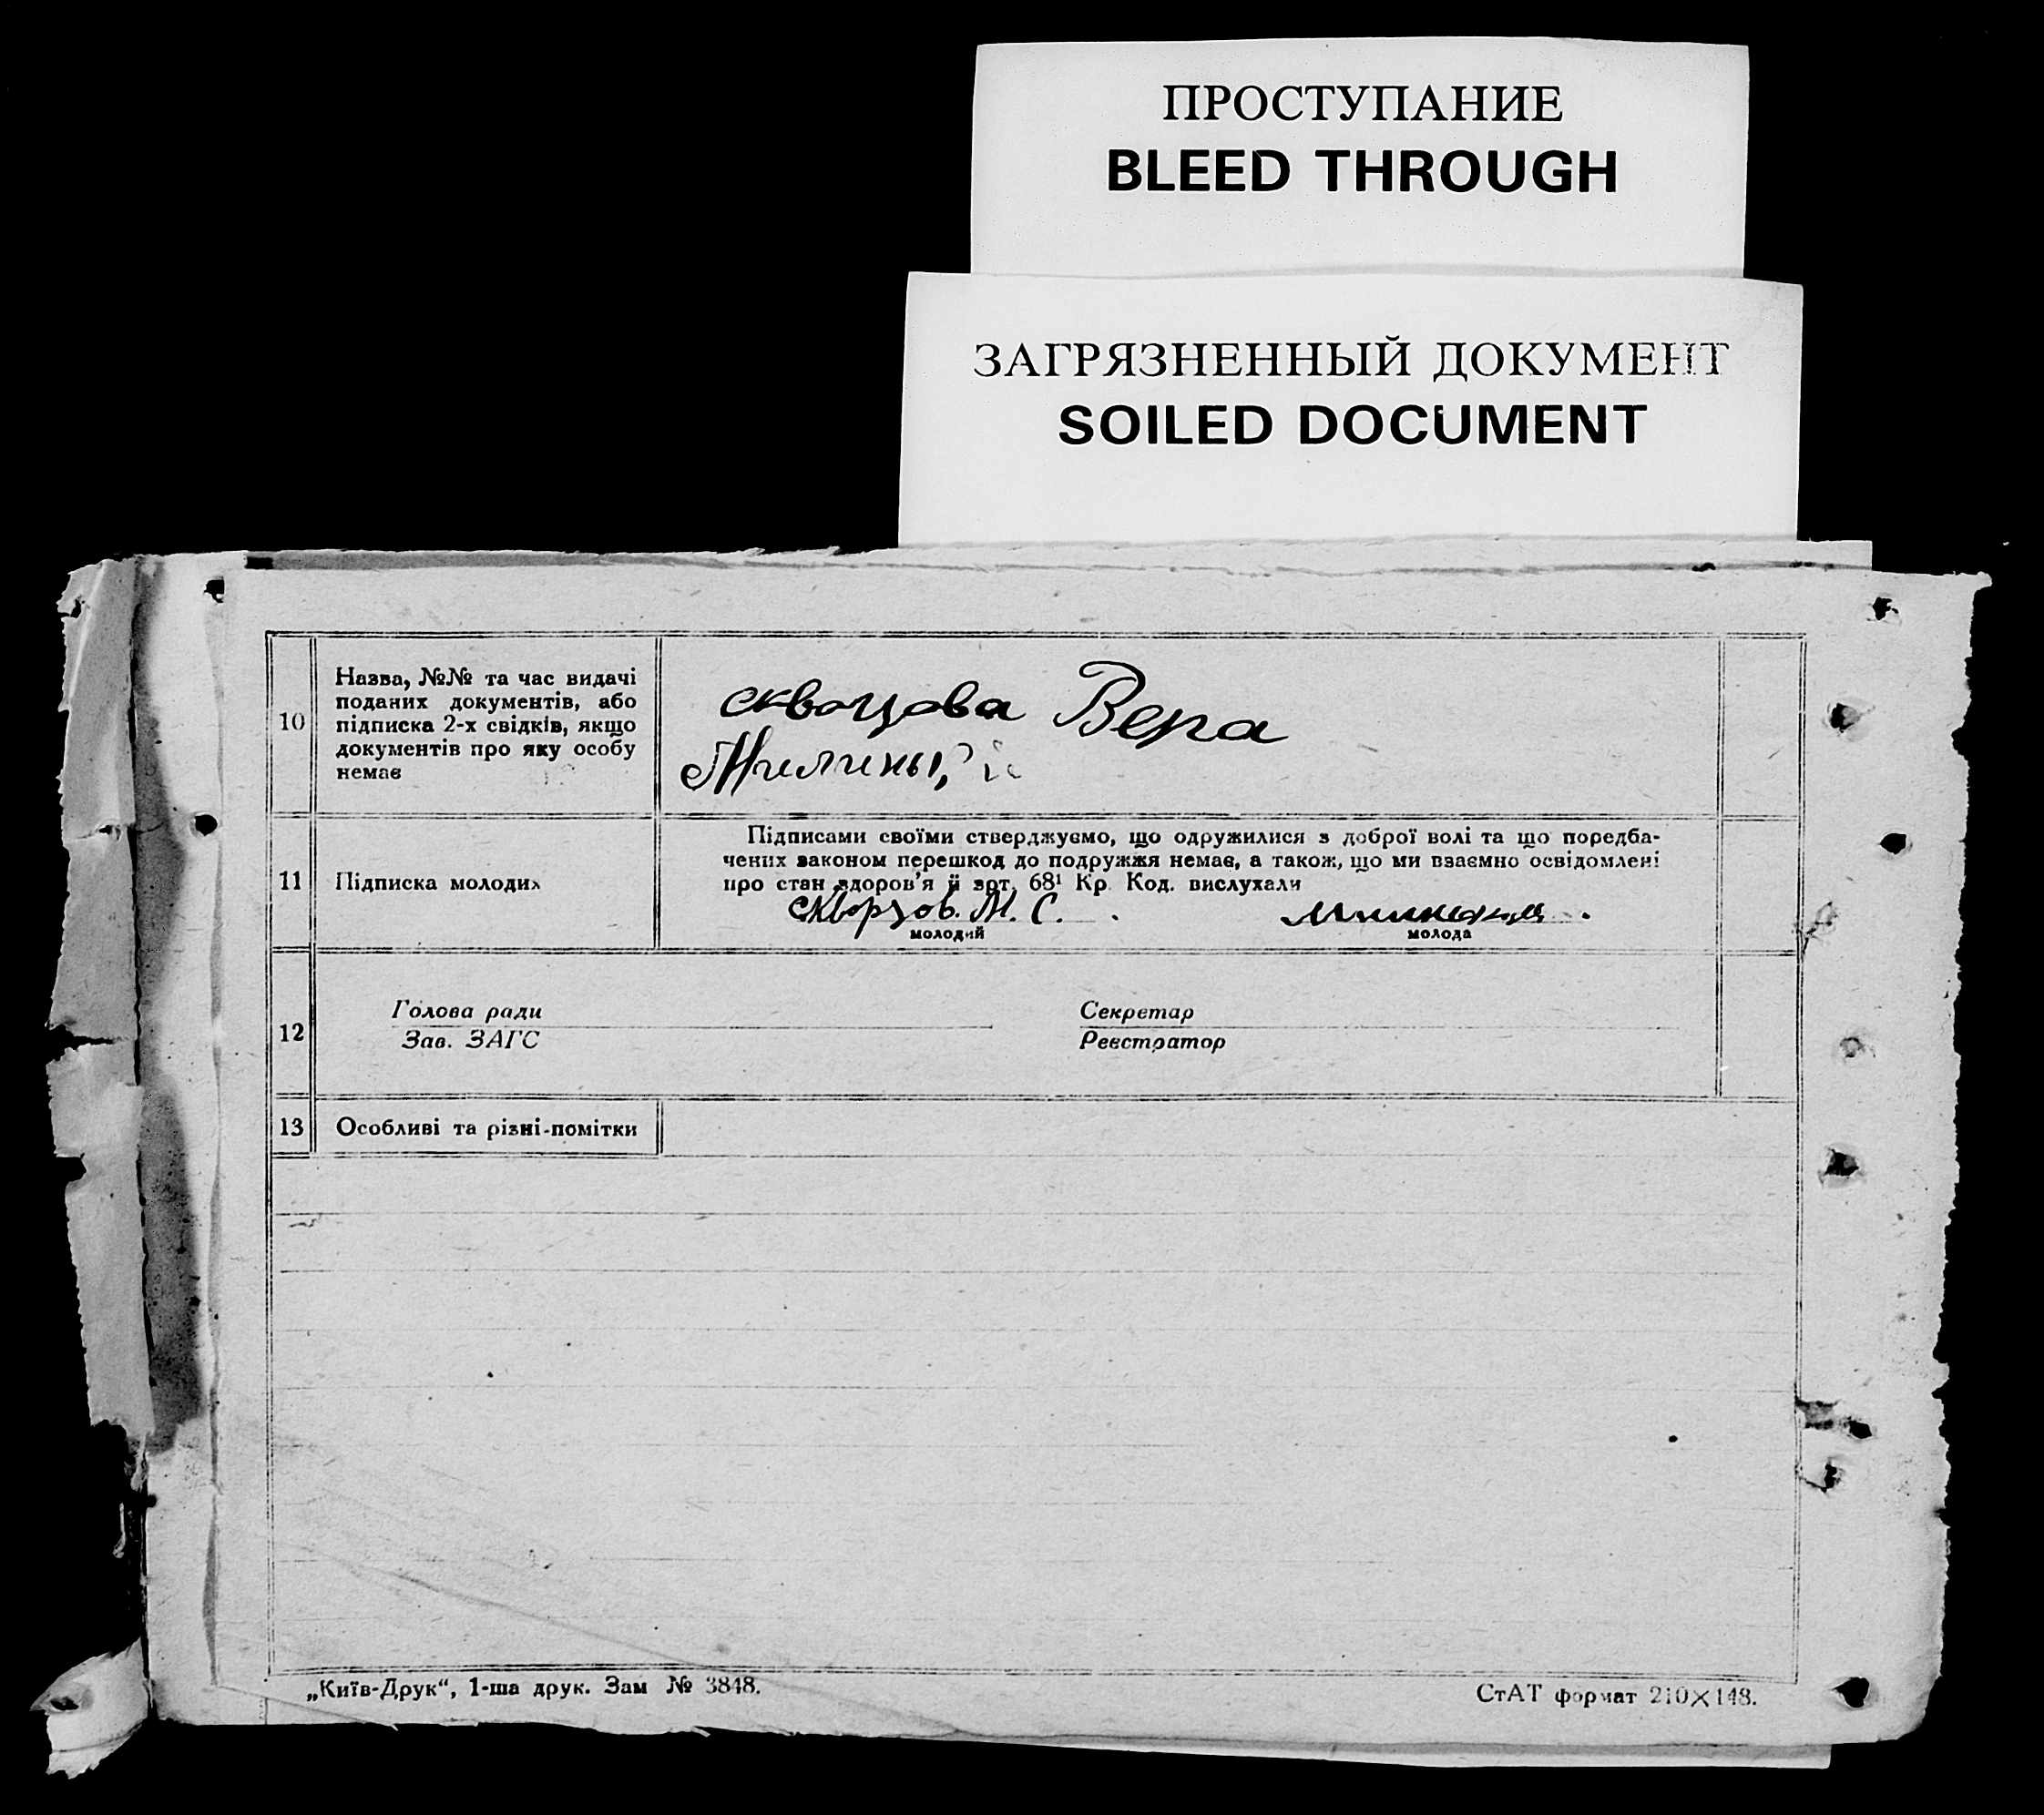 ПРОСТУПАНИЕ
BLEED THROUGH
ЗАГРЯЗНЕННЫЙ ДОКУМЕНТ
SOILED DOCUMENT
10
Назва, №№ та час видачі
поданих документів, або
підписка 2-х свідків, якщо
документів про яку особу
немає
сквоцова Вера
11
Підписка молодих
Підписами своїми стверджуємо, що одружилися з доброї волі та що передба-
чених законом перешкод до подружжя немає, а також, що ми взаємно освідомлені
про стан здоров'я й арт. 68¹ Кр. Код. вислухали
Скворзов. М. С.
молодий
молода
12
Голова ради
Зав. ЗАГС
Секретар
Реєстратор
13
Особливі та різні помітки
„Київ-Друк“, 1-ша друк. Зам № 3848.
СтАТ формат 210×148.